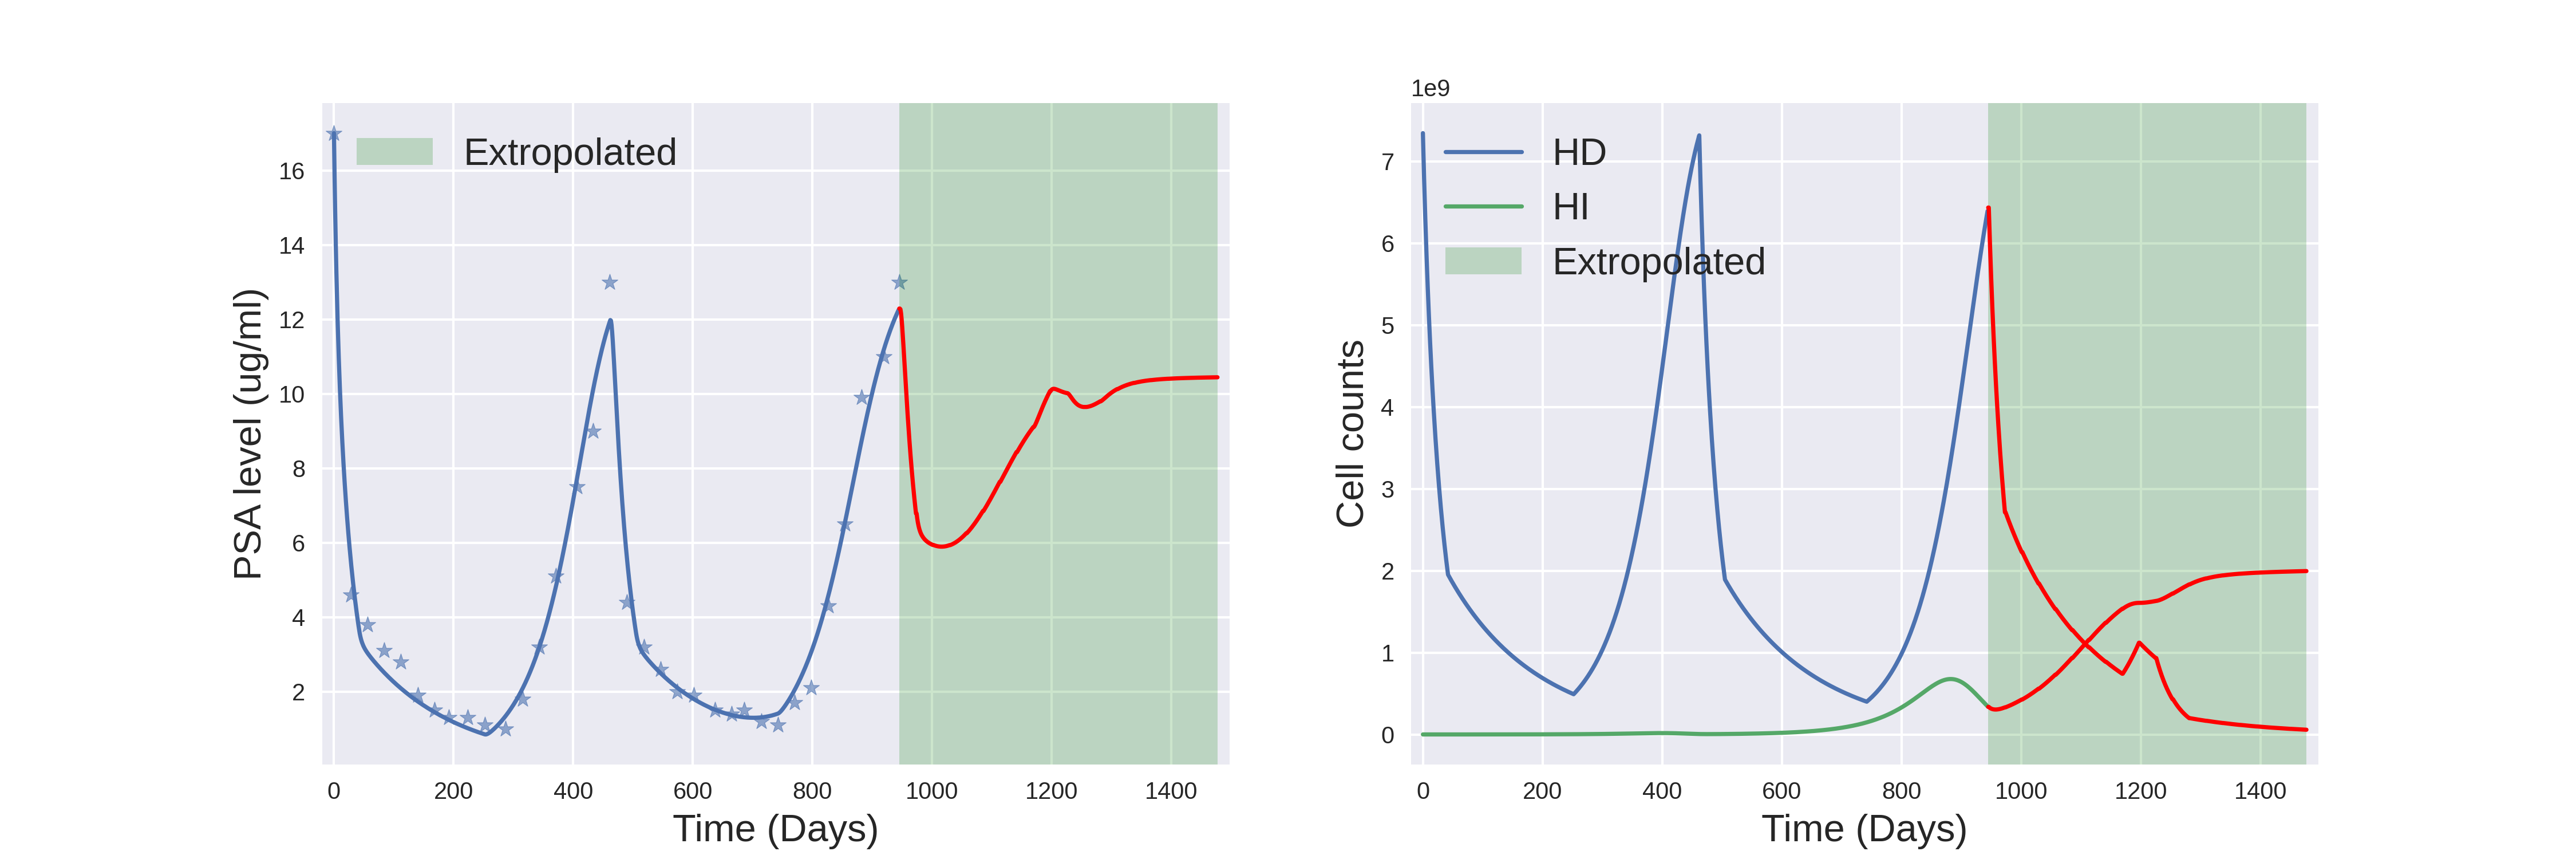 Extropolated
PSA level (ug/ml)
16
14
12
10
8
6
4
2
0 200 400 600 800 1000 1200 1400
Time (Days)
1e9
HD
HI
Extropolated
Cell counts
7
6
5
4
3
2
1
0
0 200 400 600 800 1000 1200 1400
Time (Days)